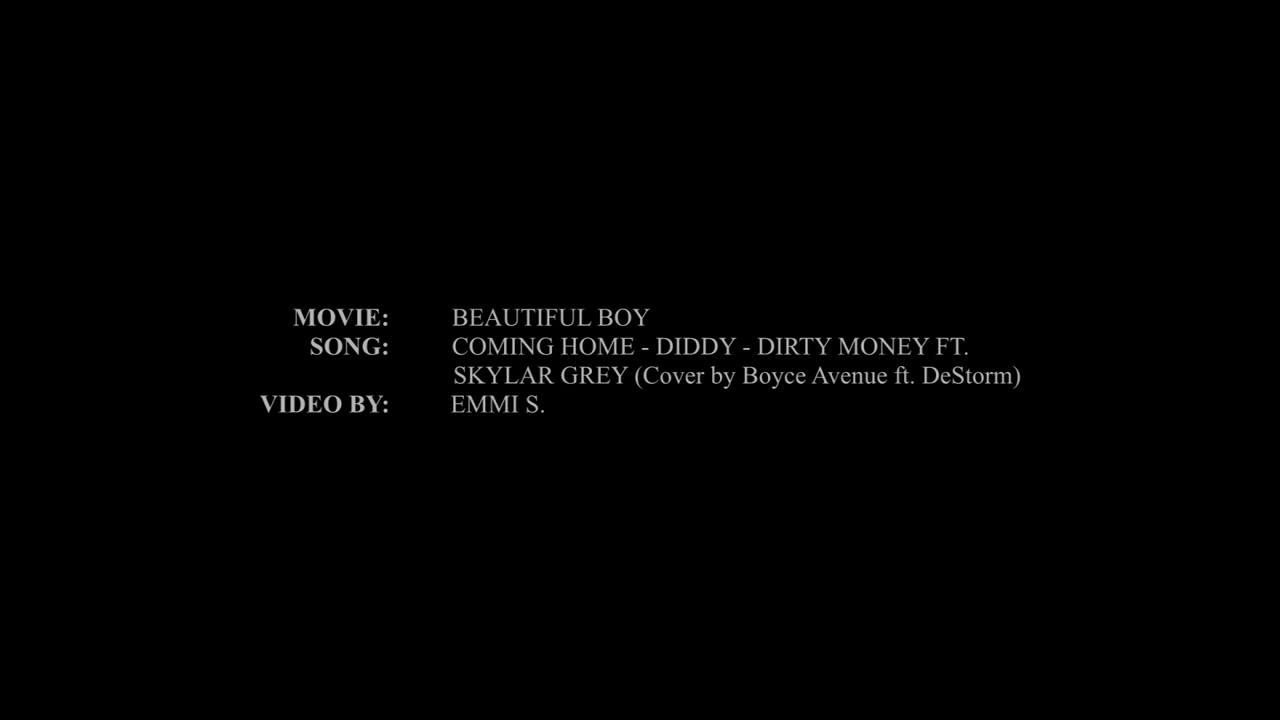 MOVIE: BEAUTIFUL BOY
SONG: COMING HOME - DIDDY - DIRTY MONEY FT.
SKYLAR GREY (Cover by Boyce Avenue ft. DeStorm)
VIDEO BY: EMMI S.